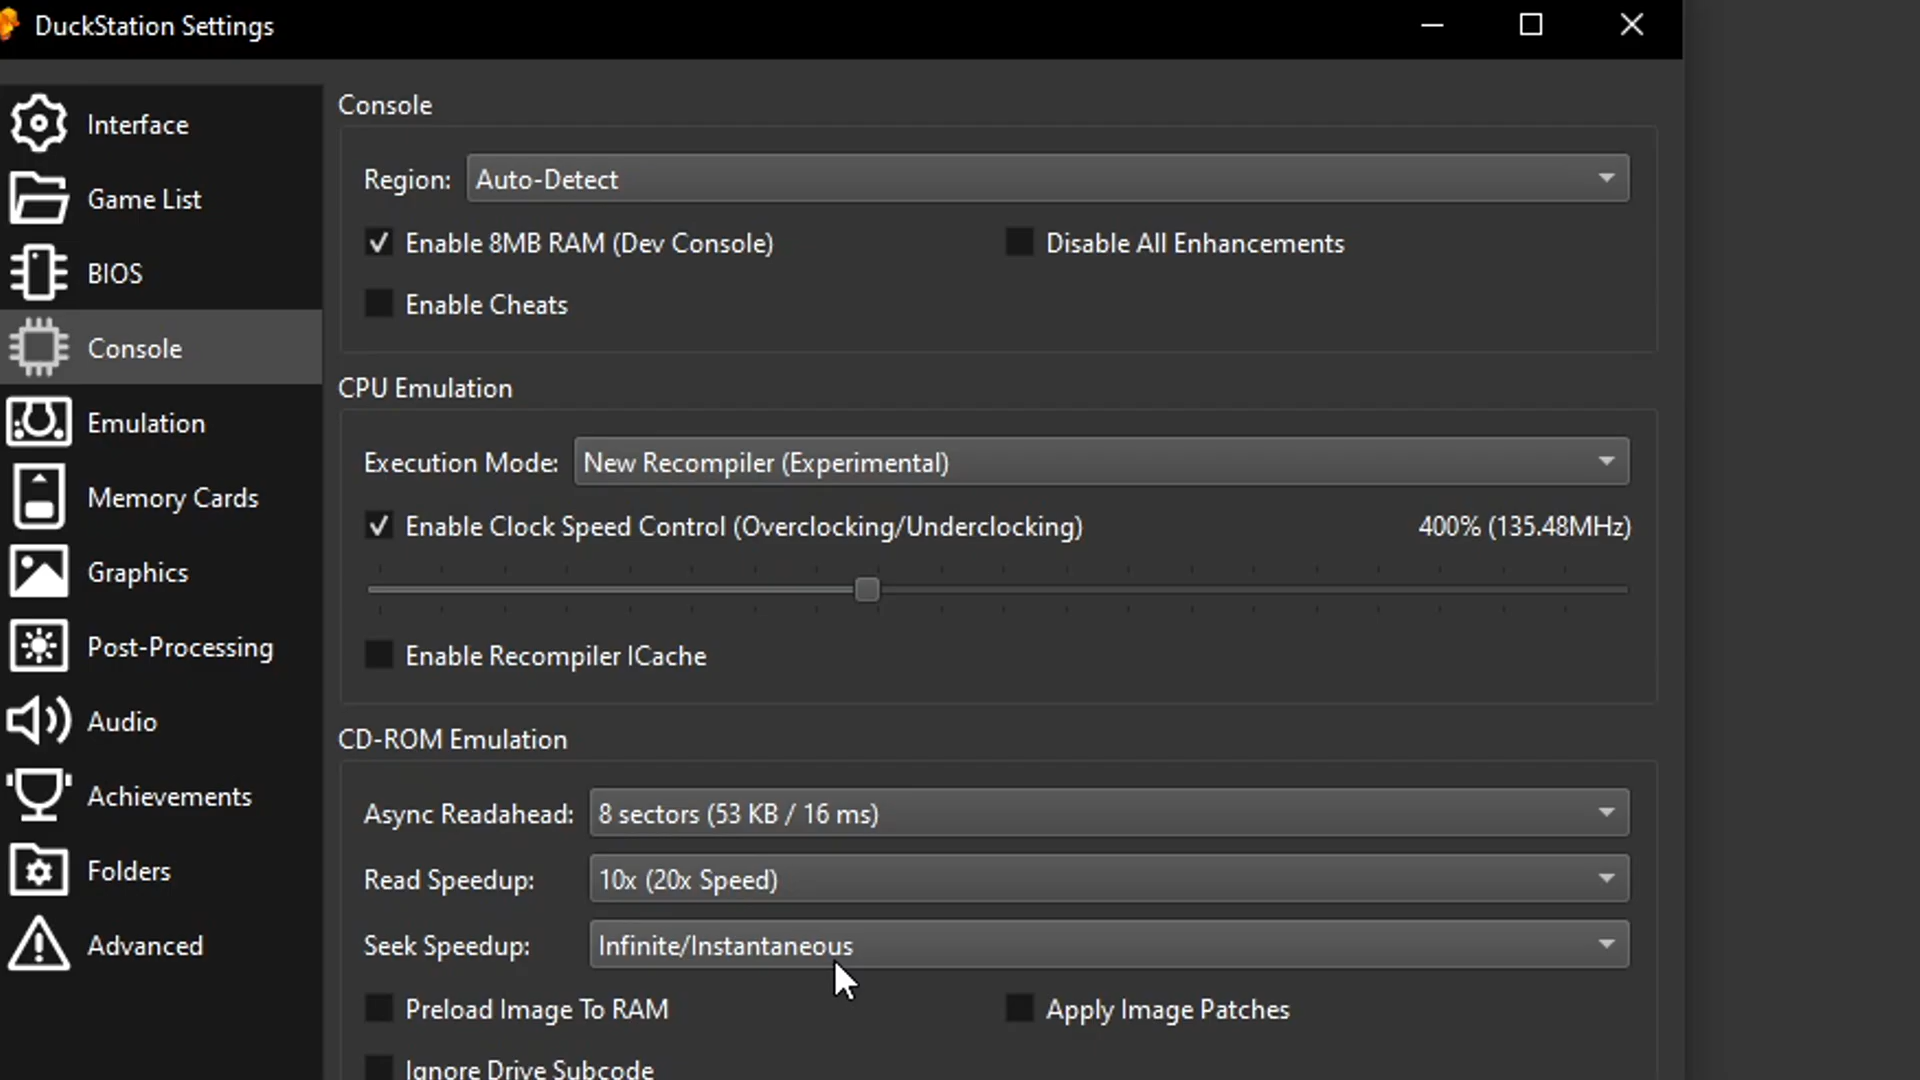 DuckStation Settings
Interface
Game List
BIOS
Console
Emulation
Memory Cards
Graphics
Post-Processing
Audio
Achievements
Folders
Advanced
Console
Region: Auto-Detect
Enable 8MB RAM (Dev Console) Disable All Enhancements
Enable Cheats
CPU Emulation
Execution Mode: New Recompiler (Experimental)
Enable Clock Speed Control (Overclocking/Underclocking) 400% (135.48MHz)
Enable Recompiler ICache
CD-ROM Emulation
Async Readahead: 8 sectors (53 KB / 16 ms)
Read Speedup: 10x (20x Speed)
Seek Speedup: Infinite/Instantaneous
Preload Image To RAM Apply Image Patches
Ignore Drive Subcode